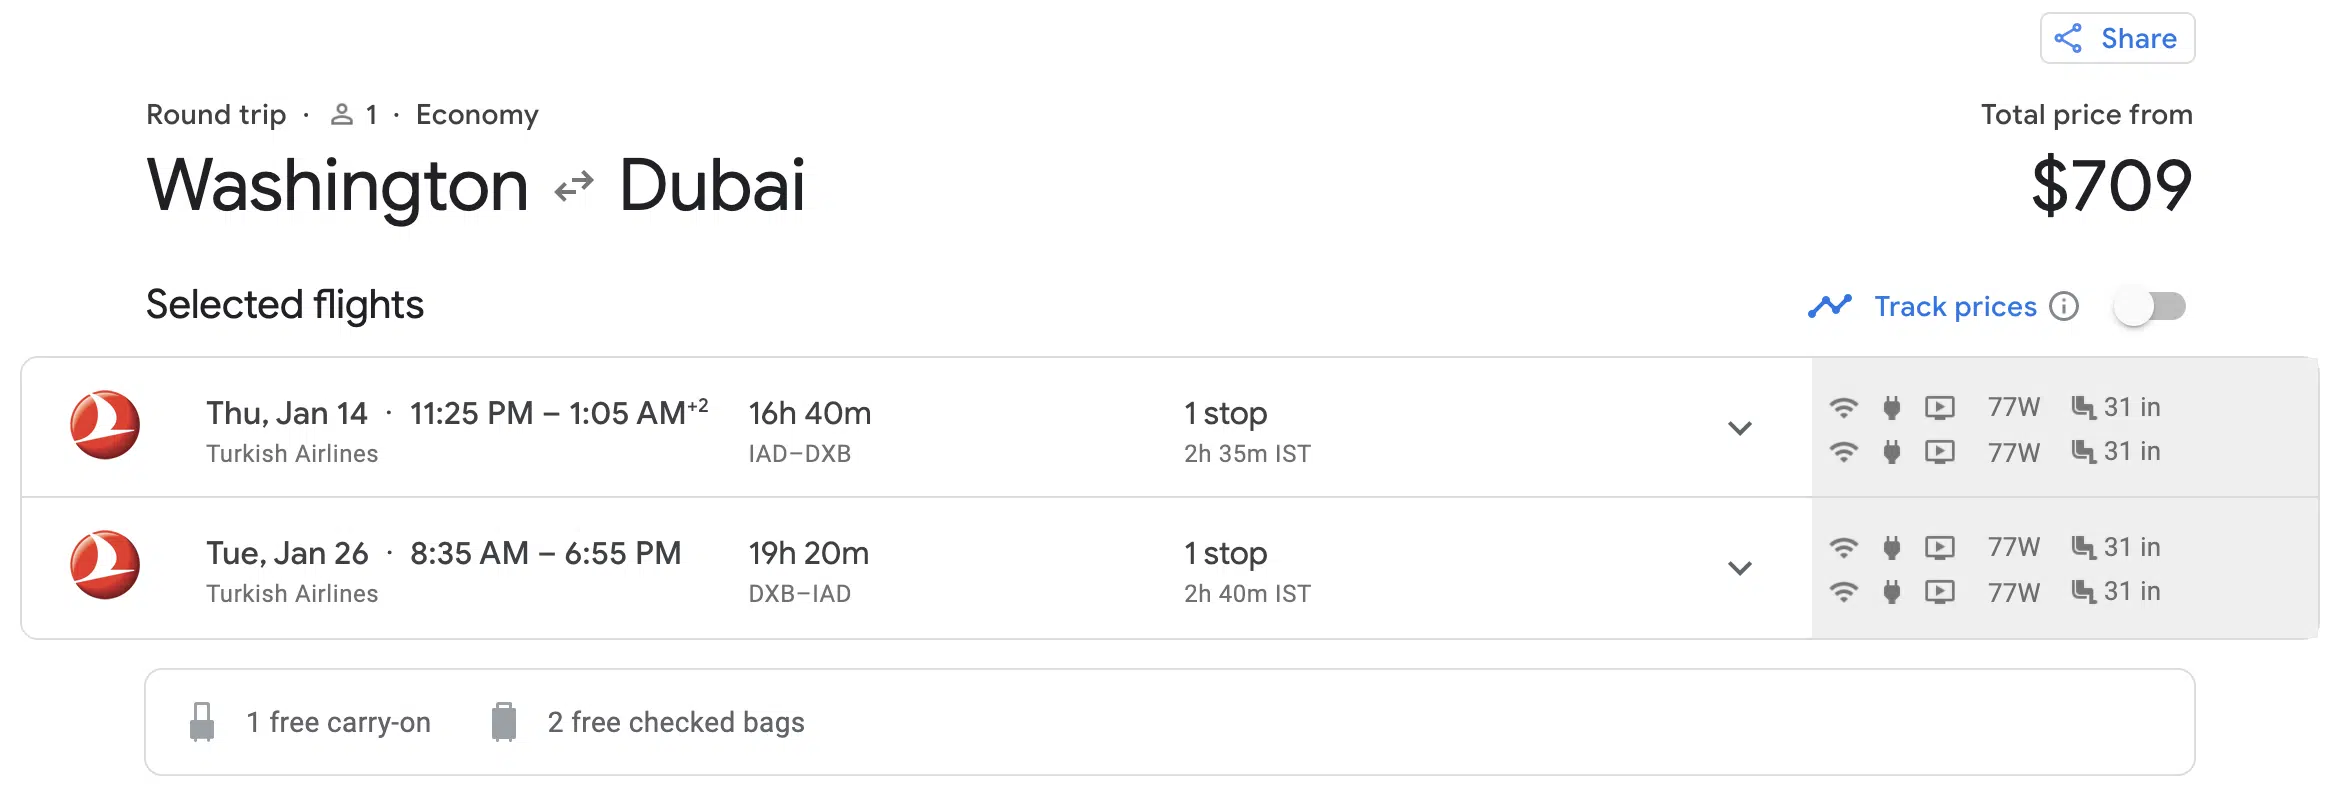 Share
Round trip · 1 · Economy
Total price from
Washington Dubai
$709
Selected flights
Track prices
Thu, Jan 14 · 11:25 PM – 1:05 AM+2 16h 40m 1 stop
Turkish Airlines IAD–DXB 2h 35m IST
77W 31 in
77W 31 in
Tue, Jan 26 · 8:35 AM – 6:55 PM 19h 20m 1 stop
Turkish Airlines DXB–IAD 2h 40m IST
77W 31 in
77W 31 in
1 free carry-on 2 free checked bags